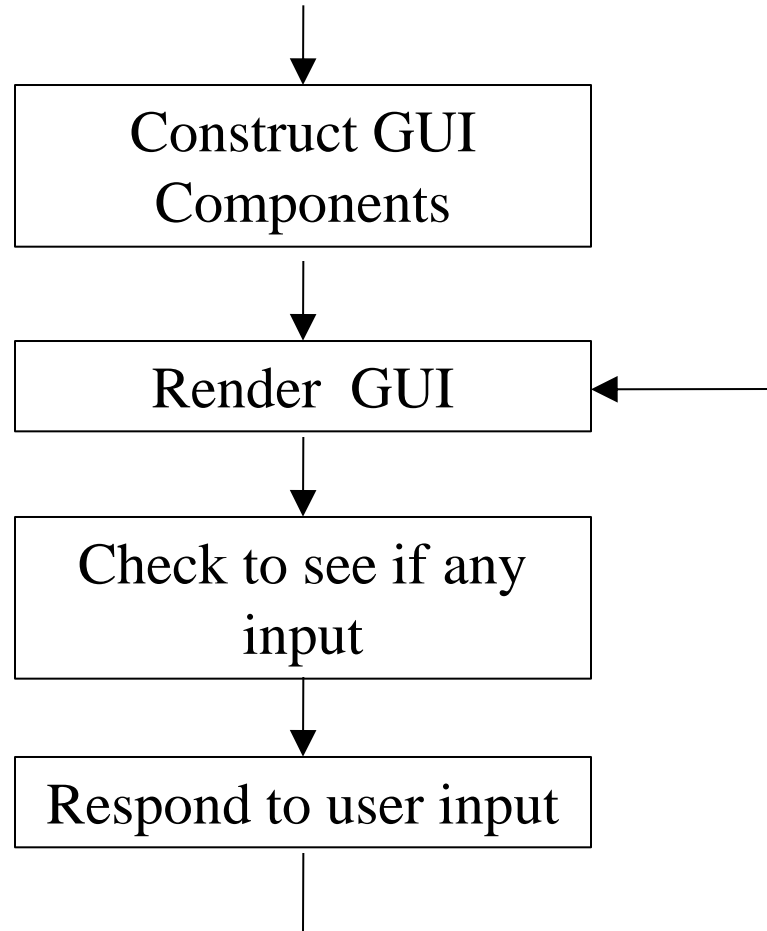 Construct GUI
Components
Render GUI
Check to see if any
input
Respond to user input